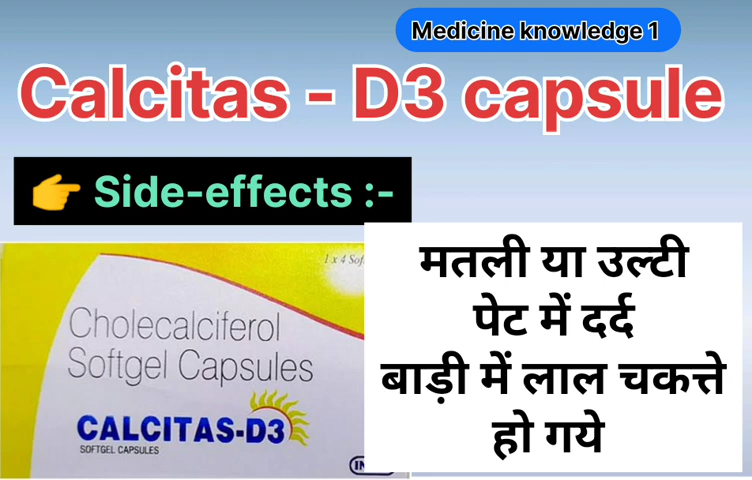 Medicine knowledge 1
Calcitas - D3 capsule
👉 Side-effects :-
मतली या उल्टी
पेट में दर्द
बाड़ी में लाल चकत्ते
हो गये
1 x 4
Cholecalciferol
Softgel Capsules
CALCITAS-D3
SOFTGEL CAPSULES